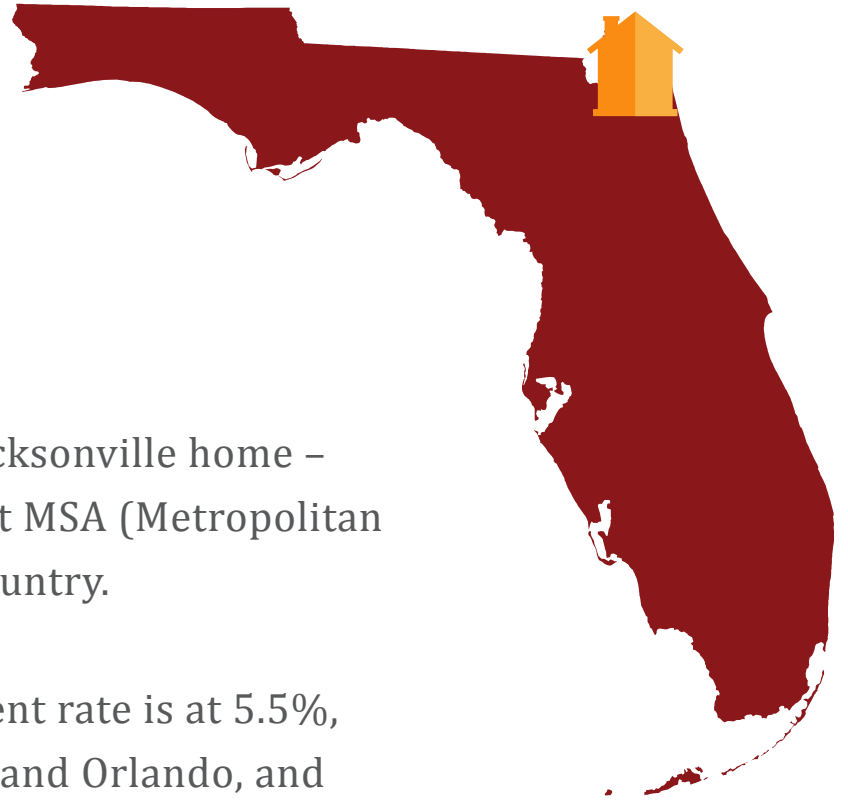 cksonville home –
t MSA (Metropolitan
untry.
ent rate is at 5.5%,
and Orlando, and